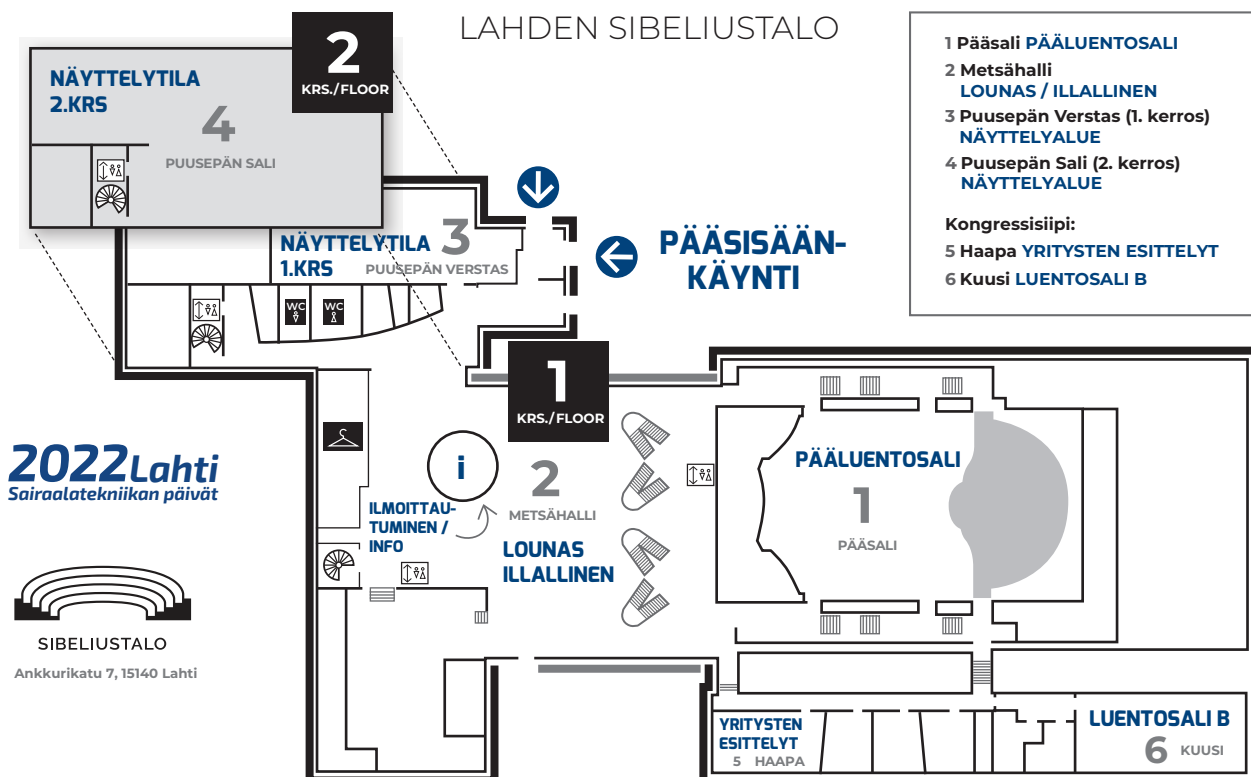 LAHDEN SIBELIUSTALO
1 Pääsali PÄÄLUENTOSALI
2 Metsähalli
LOUNAS / ILLALLINEN
3 Puusepän Verstas (1. kerros)
NÄYTTELYALUE
4 Puusepän Sali (2. kerros)
NÄYTTELYALUE
Kongressisiipi:
5 Haapa YRITYSTEN ESITTELYT
6 Kuusi LUENTOSALI B
2
KRS./FLOOR
NÄYTTELYTILA
2.KRS
4
PUUSEPÄN SALI
NÄYTTELYTILA
1.KRS
3
PUUSEPÄN VERSTAS
PÄÄSISÄÄN-
KÄYNTI
WC
WC
1
KRS./FLOOR
2022 Lahti
Sairaalatekniikan päivät
i
ILMOITTAU-
TUMINEN /
INFO
2
METSÄHALLI
LOUNAS
ILLALLINEN
PÄÄLUENTOSALI
1
PÄÄSALI
SIBELIUSTALO
Ankkurikatu 7, 15140 Lahti
YRITYSTEN
ESITTELYT
5 HAAPA
LUENTOSALI B
6 KUUSI